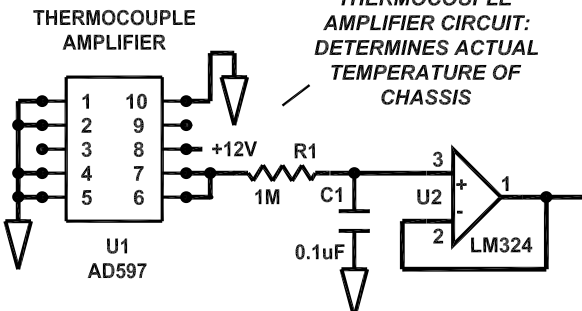 THERMOCOUPLE
AMPLIFIER
THERMOCOUPLE
AMPLIFIER CIRCUIT:
DETERMINES ACTUAL
TEMPERATURE OF
CHASSIS
1 10
2 9
3 8 +12V
4 7
5 6
U1
AD597
R1
1M
C1
0.1uF
3
+
U2
1
-
2
LM324